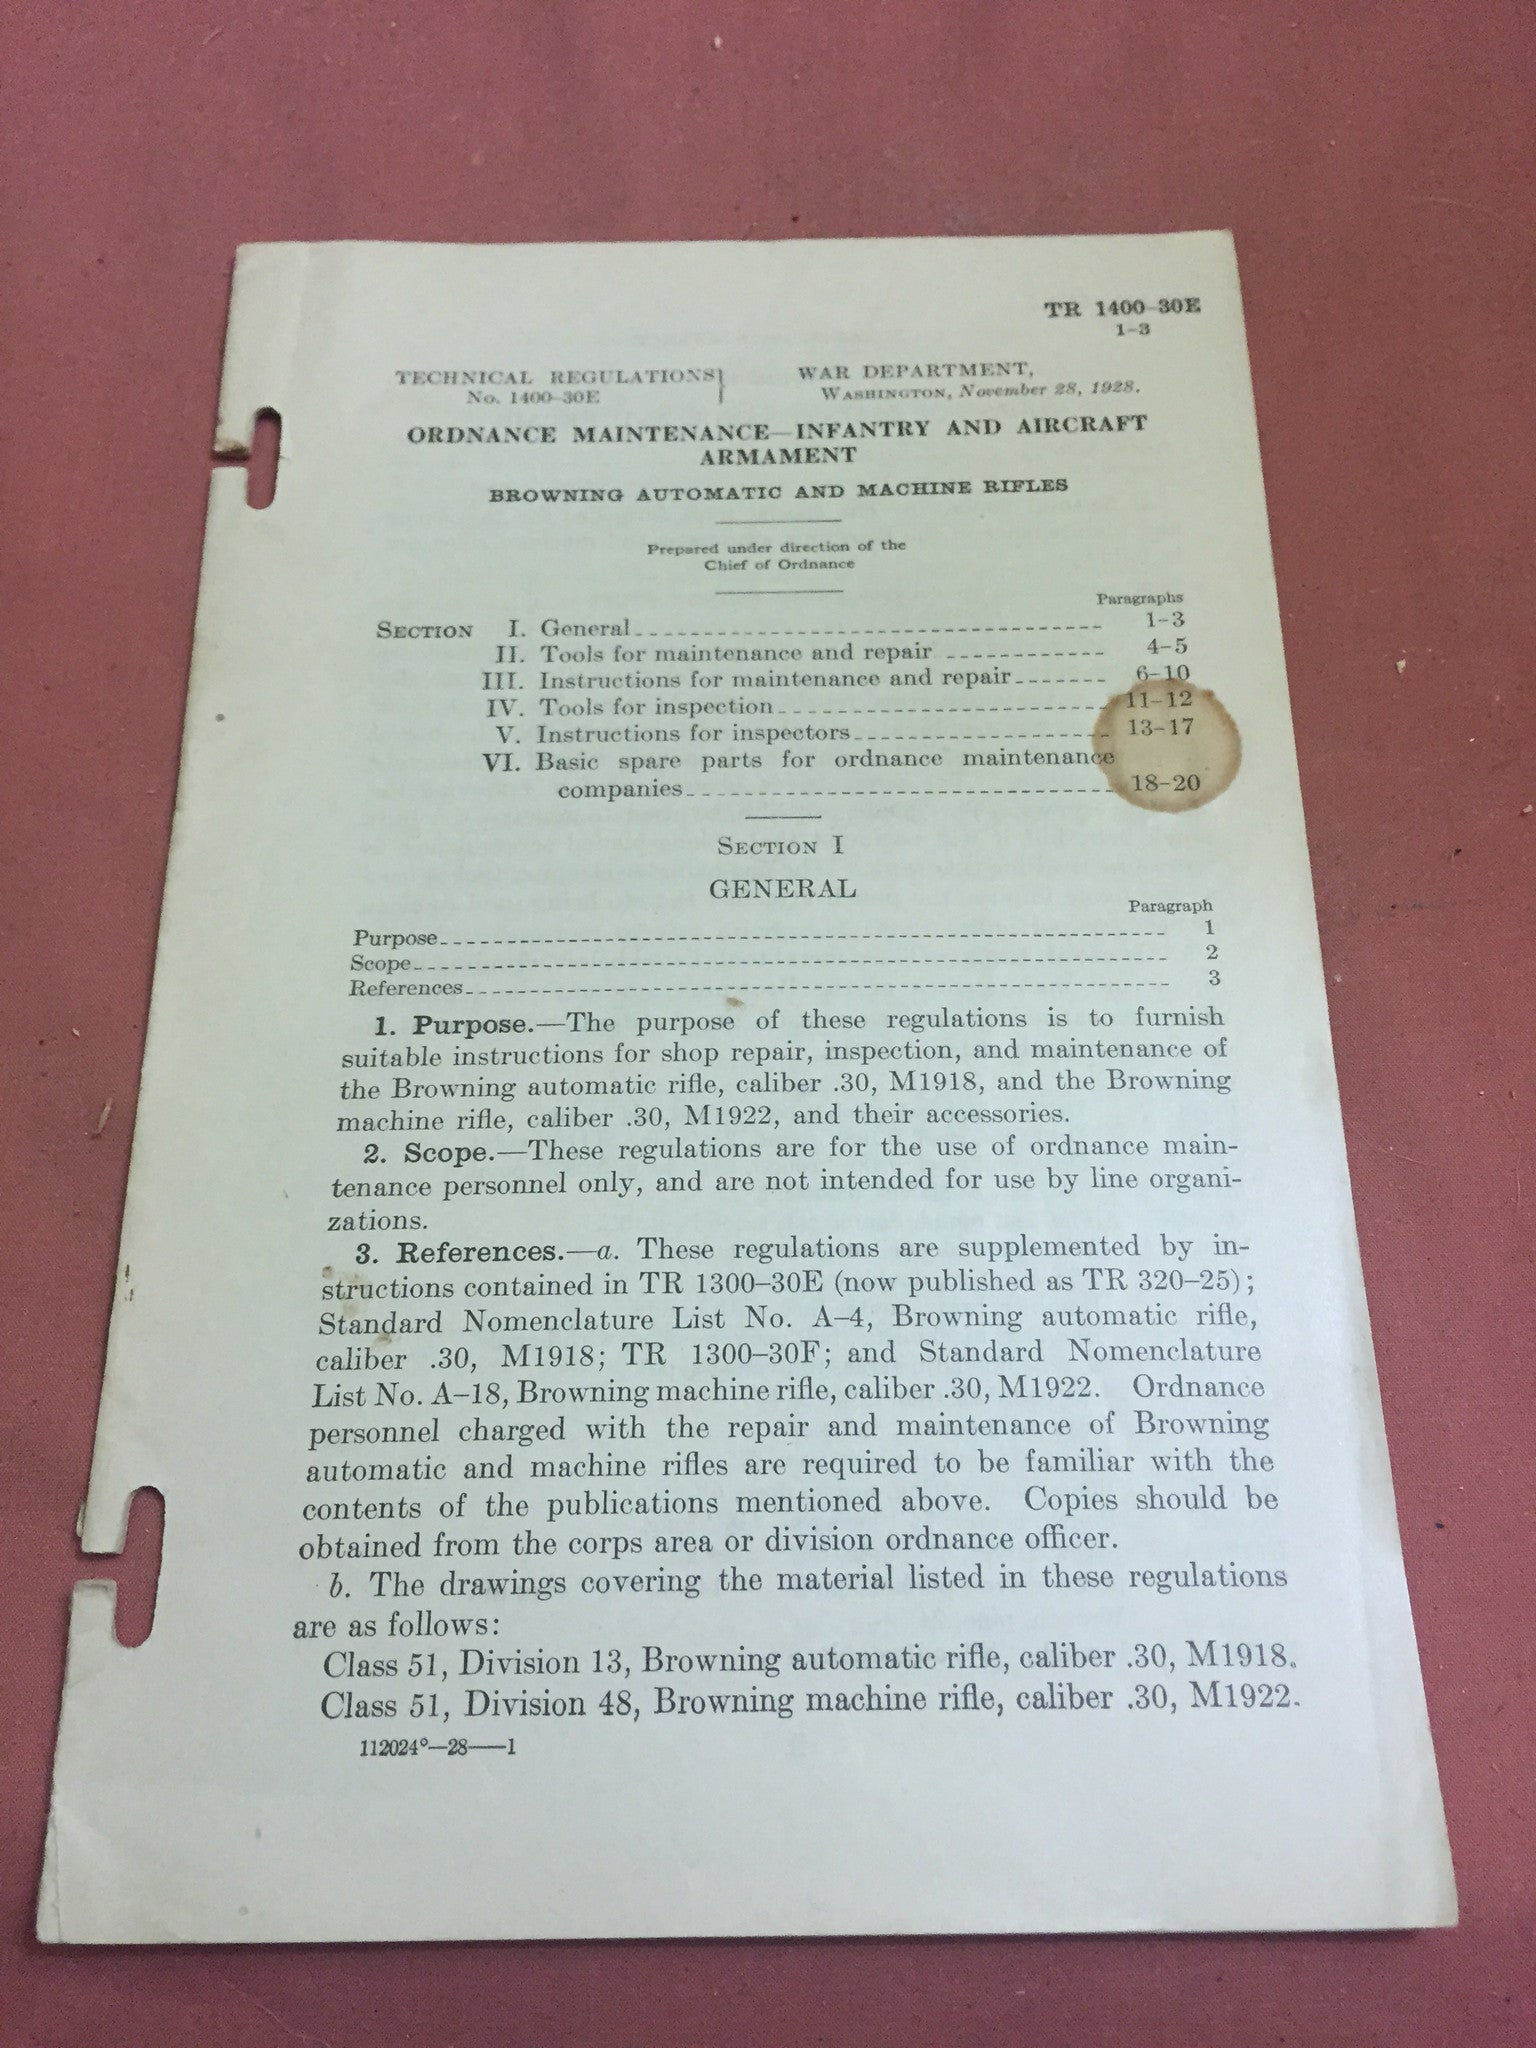 TR 1400-30E
1-3
TECHNICAL REGULATIONS
No. 1400-30E
WAR DEPARTMENT,
WASHINGTON, November 28, 1928.
ORDNANCE MAINTENANCE—INFANTRY AND AIRCRAFT
ARMAMENT
BROWNING AUTOMATIC AND MACHINE RIFLES
Prepared under direction of the
Chief of Ordnance
Paragraphs
SECTION I. General 1-3
II. Tools for maintenance and repair 4-5
III. Instructions for maintenance and repair 6-10
IV. Tools for inspection 11-12
V. Instructions for inspectors 13-17
VI. Basic spare parts for ordnance maintenance
companies 18-20
SECTION I
GENERAL
Paragraph
Purpose 1
Scope 2
References 3
1. Purpose.—The purpose of these regulations is to furnish
suitable instructions for shop repair, inspection, and maintenance of
the Browning automatic rifle, caliber .30, M1918, and the Browning
machine rifle, caliber .30, M1922, and their accessories.
2. Scope.—These regulations are for the use of ordnance main-
tenance personnel only, and are not intended for use by line organi-
zations.
3. References.—a. These regulations are supplemented by in-
structions contained in TR 1300-30E (now published as TR 320-25);
Standard Nomenclature List No. A-4, Browning automatic rifle,
caliber .30, M1918; TR 1300-30F; and Standard Nomenclature
List No. A-18, Browning machine rifle, caliber .30, M1922. Ordnance
personnel charged with the repair and maintenance of Browning
automatic and machine rifles are required to be familiar with the
contents of the publications mentioned above. Copies should be
obtained from the corps area or division ordnance officer.
b. The drawings covering the material listed in these regulations
are as follows:
Class 51, Division 13, Browning automatic rifle, caliber .30, M1918.
Class 51, Division 48, Browning machine rifle, caliber .30, M1922.
112024°—28——1